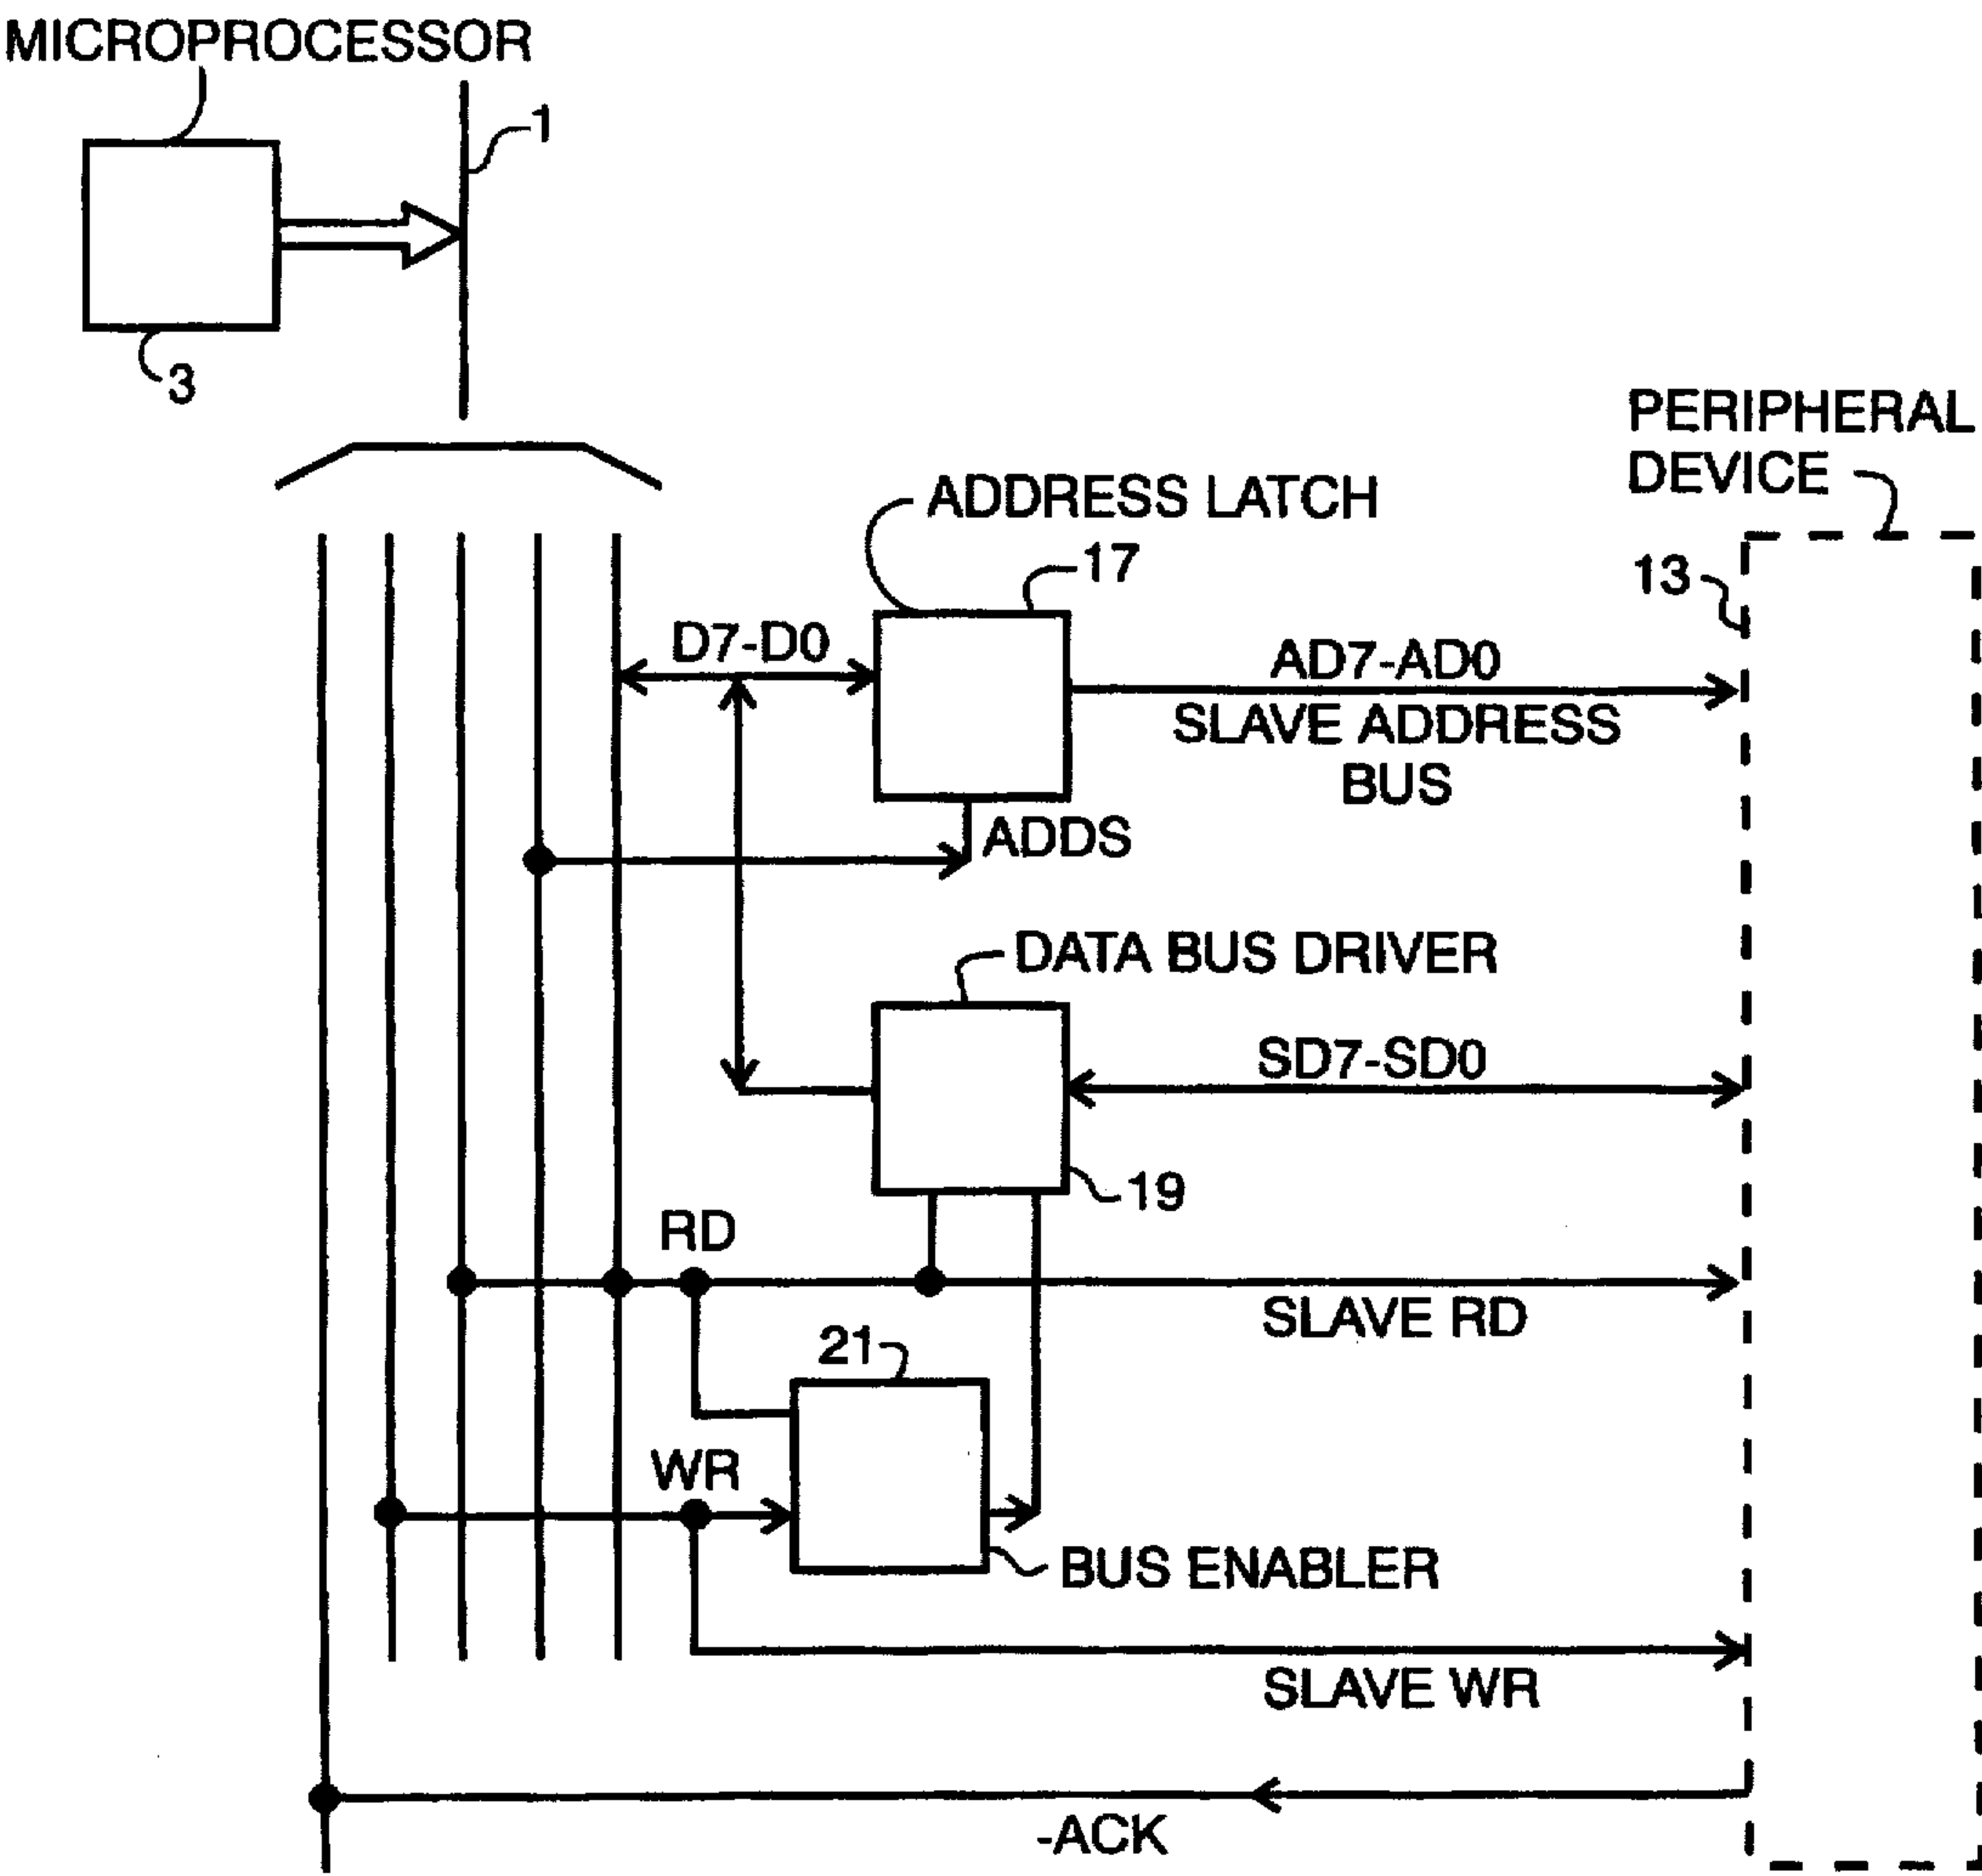 MICROPROCESSOR
1
3
PERIPHERAL
DEVICE
ADDRESS LATCH
17
13
D7-D0
AD7-AD0
SLAVE ADDRESS
BUS
ADDS
DATA BUS DRIVER
SD7-SD0
19
RD
SLAVE RD
21
WR
BUS ENABLER
SLAVE WR
-ACK